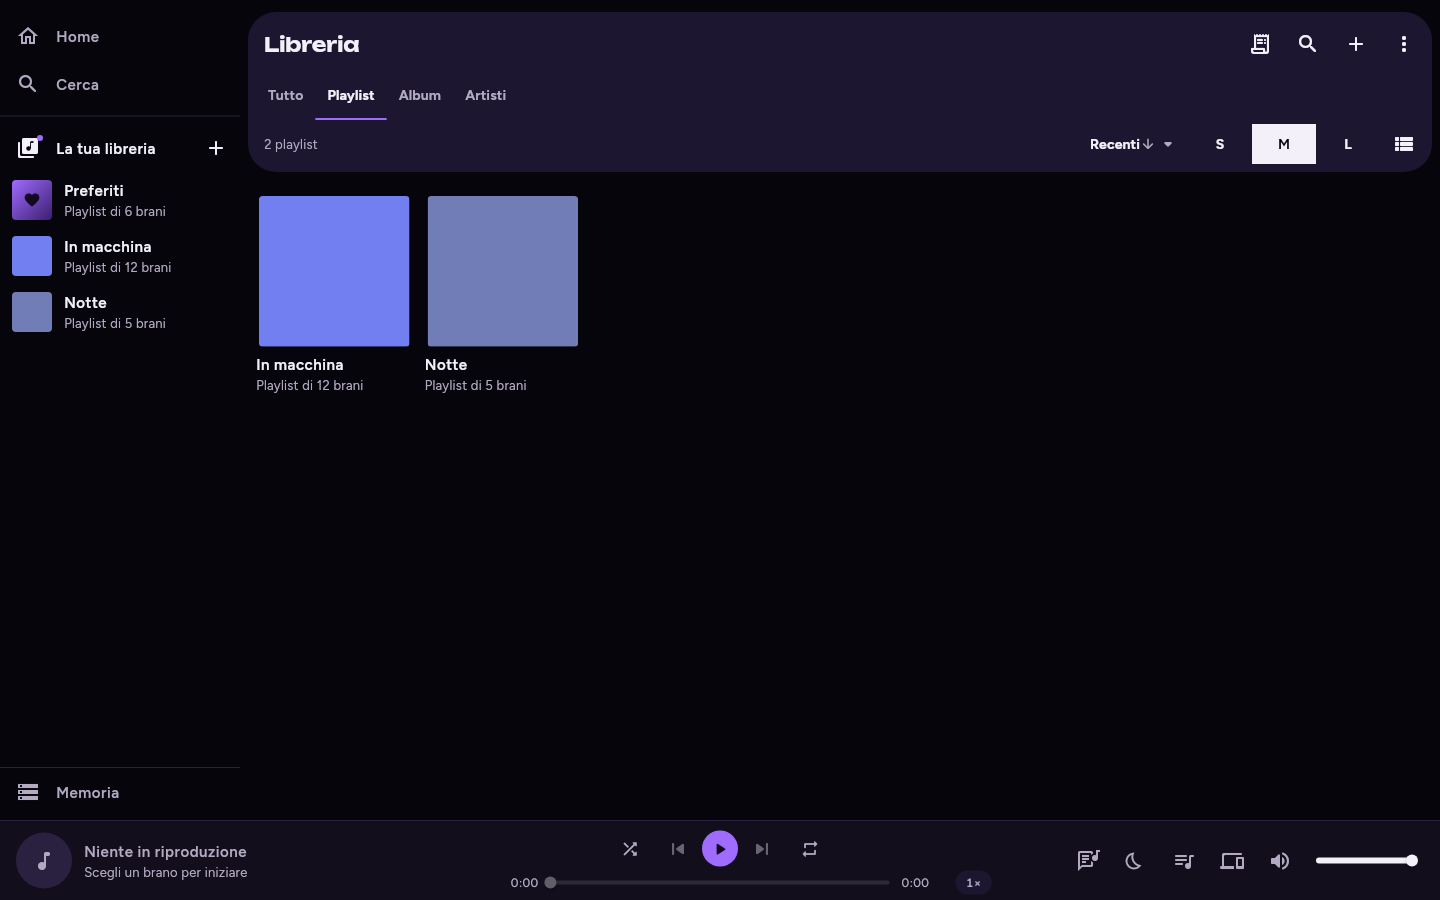 Home
Cerca
La tua libreria
Preferiti
Playlist di 6 brani
In macchina
Playlist di 12 brani
Notte
Playlist di 5 brani
Memoria
Libreria
Tutto Playlist Album Artisti
2 playlist
Recenti S M L
In macchina
Playlist di 12 brani
Notte
Playlist di 5 brani
Niente in riproduzione
Scegli un brano per iniziare
0:00 0:00 1×